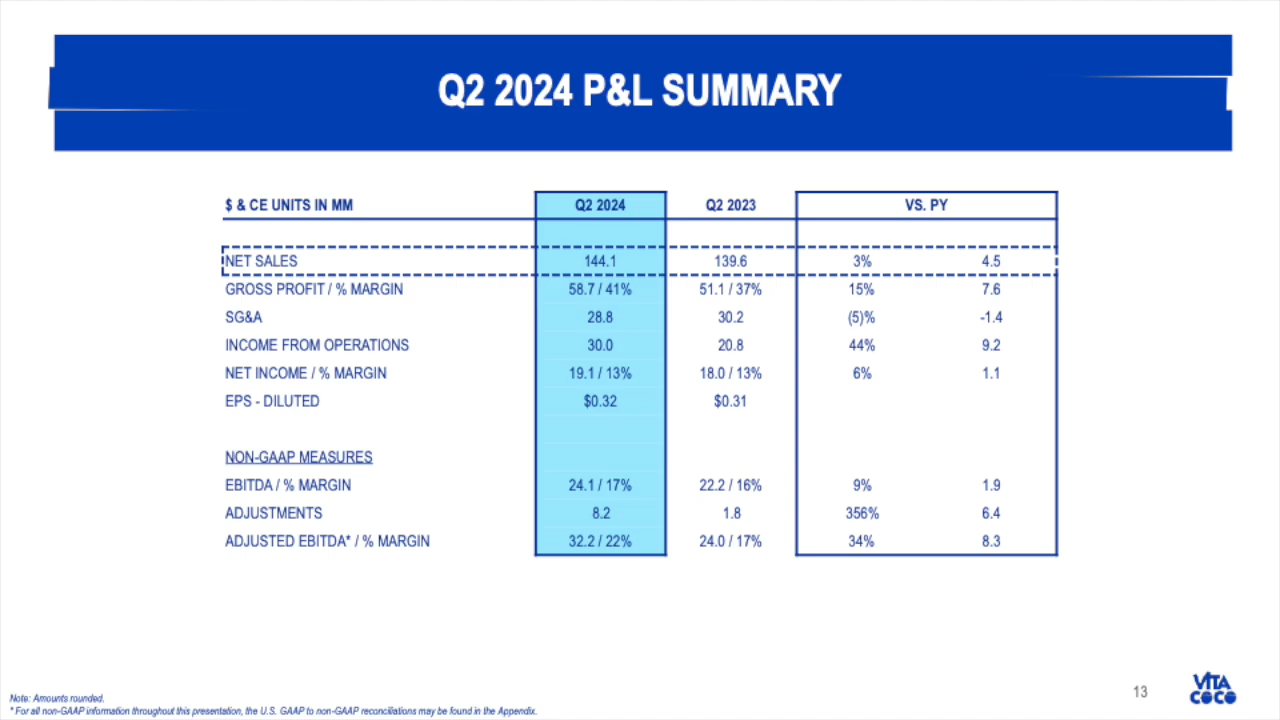 Q2 2024 P&L SUMMARY
$ & CE UNITS IN MM Q2 2024 Q2 2023 VS. PY
NET SALES 144.1 139.6 3% 4.5
GROSS PROFIT / % MARGIN 58.7 / 41% 51.1 / 37% 15% 7.6
SG&A 28.8 30.2 (5)% -1.4
INCOME FROM OPERATIONS 30.0 20.8 44% 9.2
NET INCOME / % MARGIN 19.1 / 13% 18.0 / 13% 6% 1.1
EPS - DILUTED $0.32 $0.31
NON-GAAP MEASURES
EBITDA / % MARGIN 24.1 / 17% 22.2 / 16% 9% 1.9
ADJUSTMENTS 8.2 1.8 356% 6.4
ADJUSTED EBITDA* / % MARGIN 32.2 / 22% 24.0 / 17% 34% 8.3
Note: Amounts rounded.
* For all non-GAAP information throughout this presentation, the U.S. GAAP to non-GAAP reconciliations may be found in the Appendix.
13
VITA
COCO